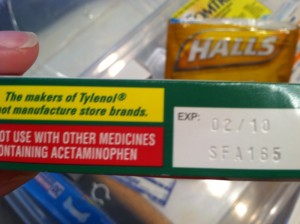 HALLS
The makers of Tylenol®
not manufacture store brands.
OT USE WITH OTHER MEDICINES
ONTAINING ACETAMINOPHEN
EXP:
02/10
SFA165